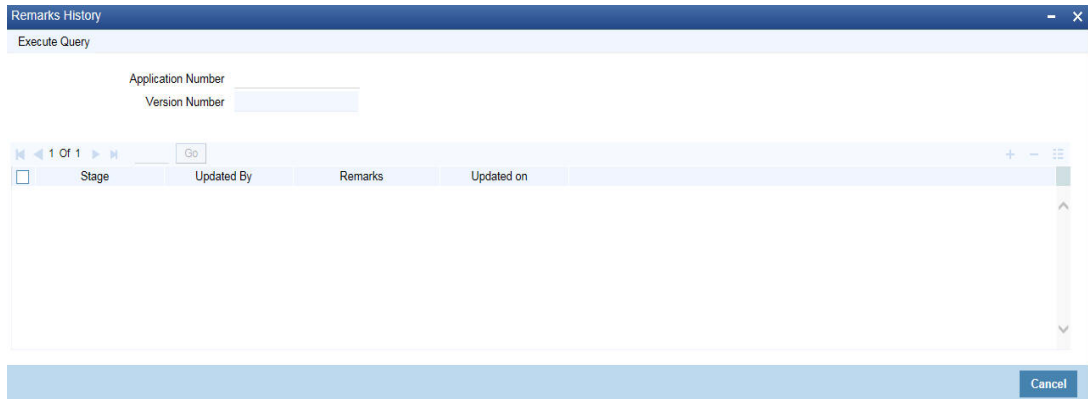 Remarks History
Execute Query
Application Number
Version Number
1 Of 1 Go
Stage Updated By Remarks Updated on
Cancel